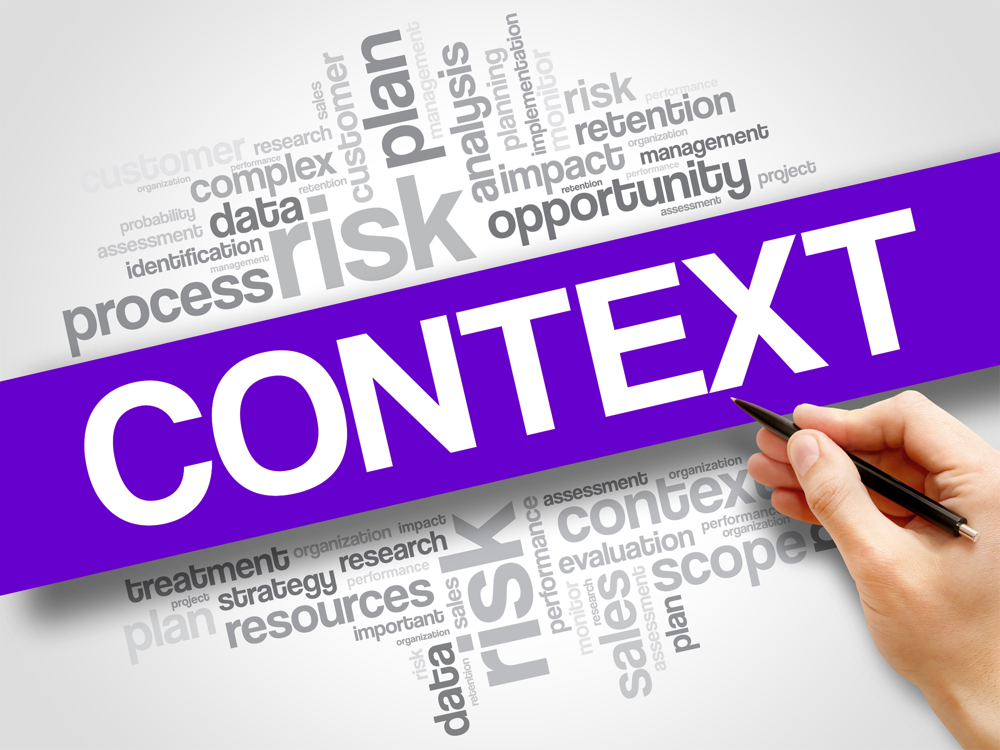 implementation
plan
management
analysis
planning
monitor
customer
sales
risk
performance
retention
organization
management
impact
performance
opportunity
project
retention
assessment
customer
research
performance
organization
complex
retention
probability
data
assessment
identification
management
risk
process
CONTEXT
assessment
organization
context
performance
organization
evaluation
scope
performance
risk
impact
organization
research
treatment
performance
strategy
project
plan
resources
important
organization
sales
risk
data
retention
monitor
research
sales
assessment
plan